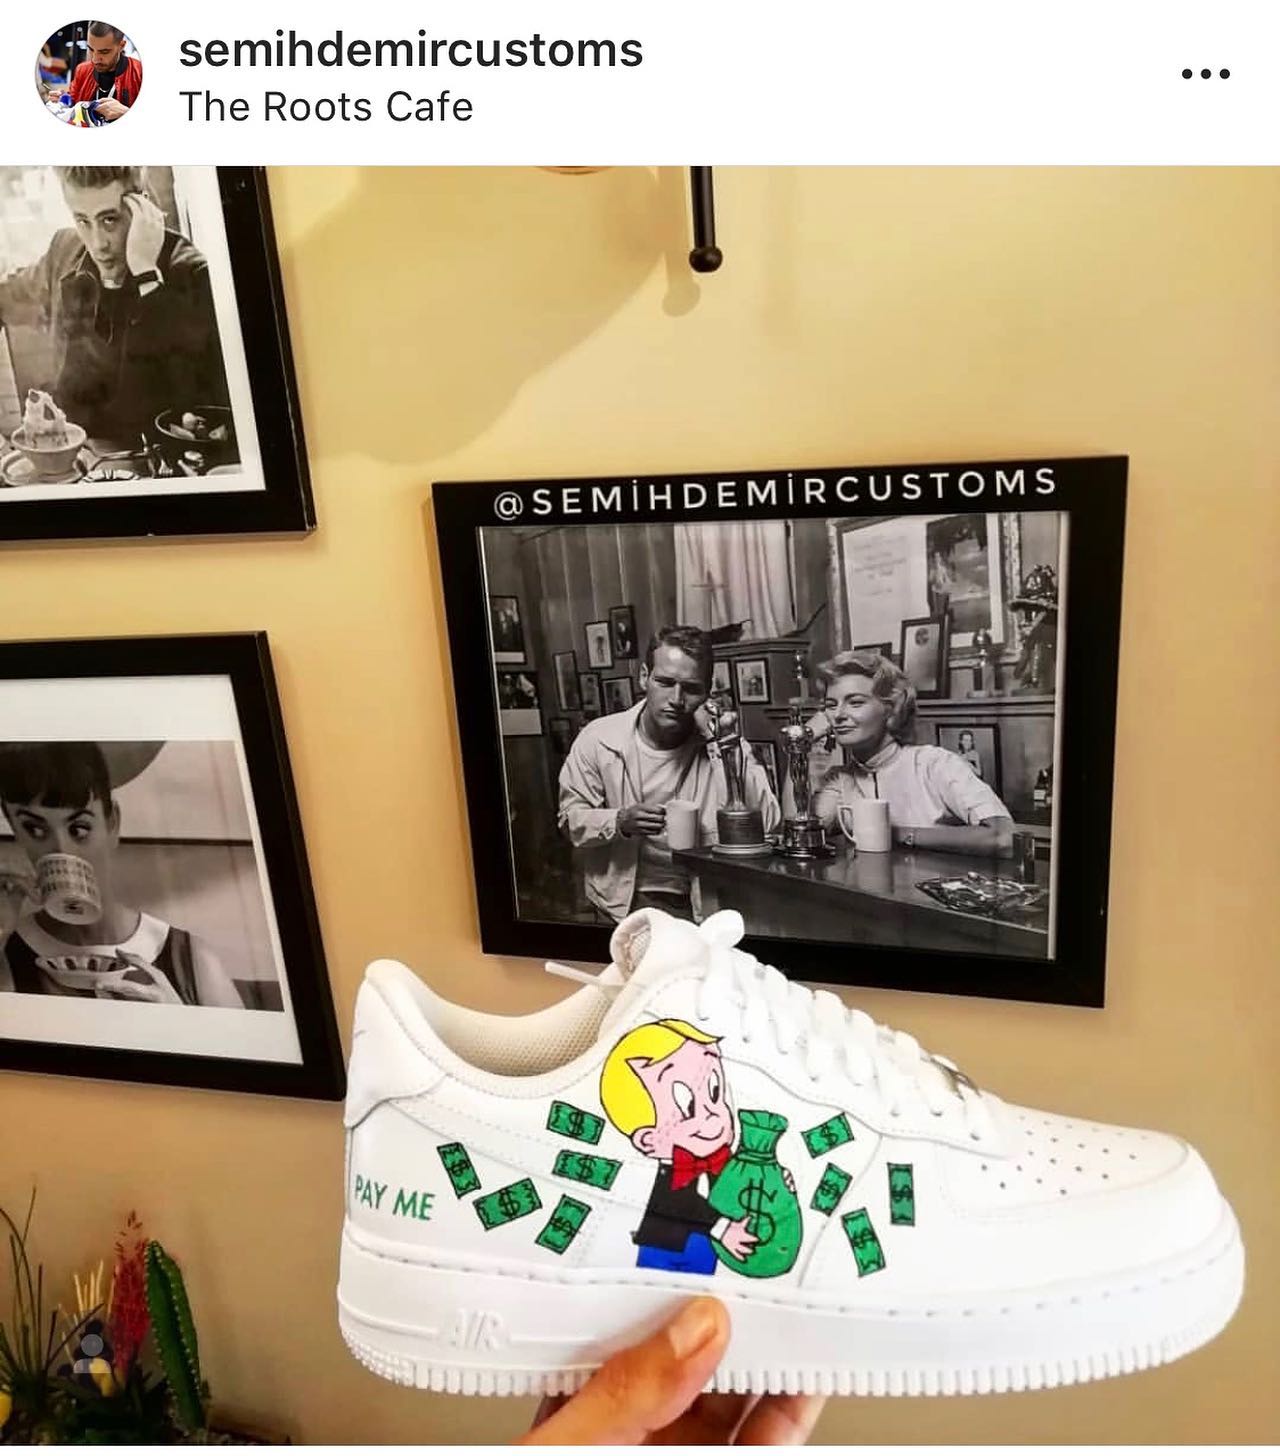 semihdemircustoms
The Roots Cafe
@SEMİHDEMİRCUSTOMS
PAY ME
AIR